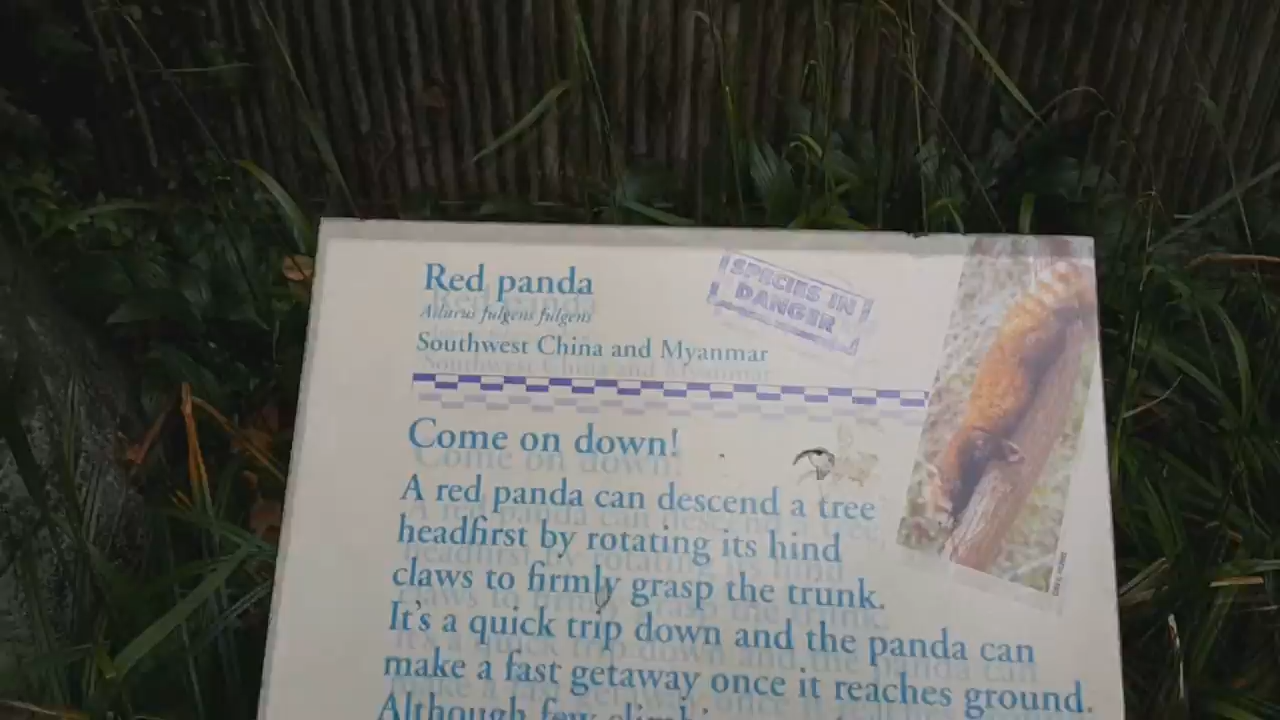 Red panda
Ailurus fulgens fulgens
Southwest China and Myanmar
SPECIES IN
DANGER
Come on down!
A red panda can descend a tree
headfirst by rotating its hind
claws to firmly grasp the trunk.
It's a quick trip down and the panda can
make a fast getaway once it reaches ground.
Although few